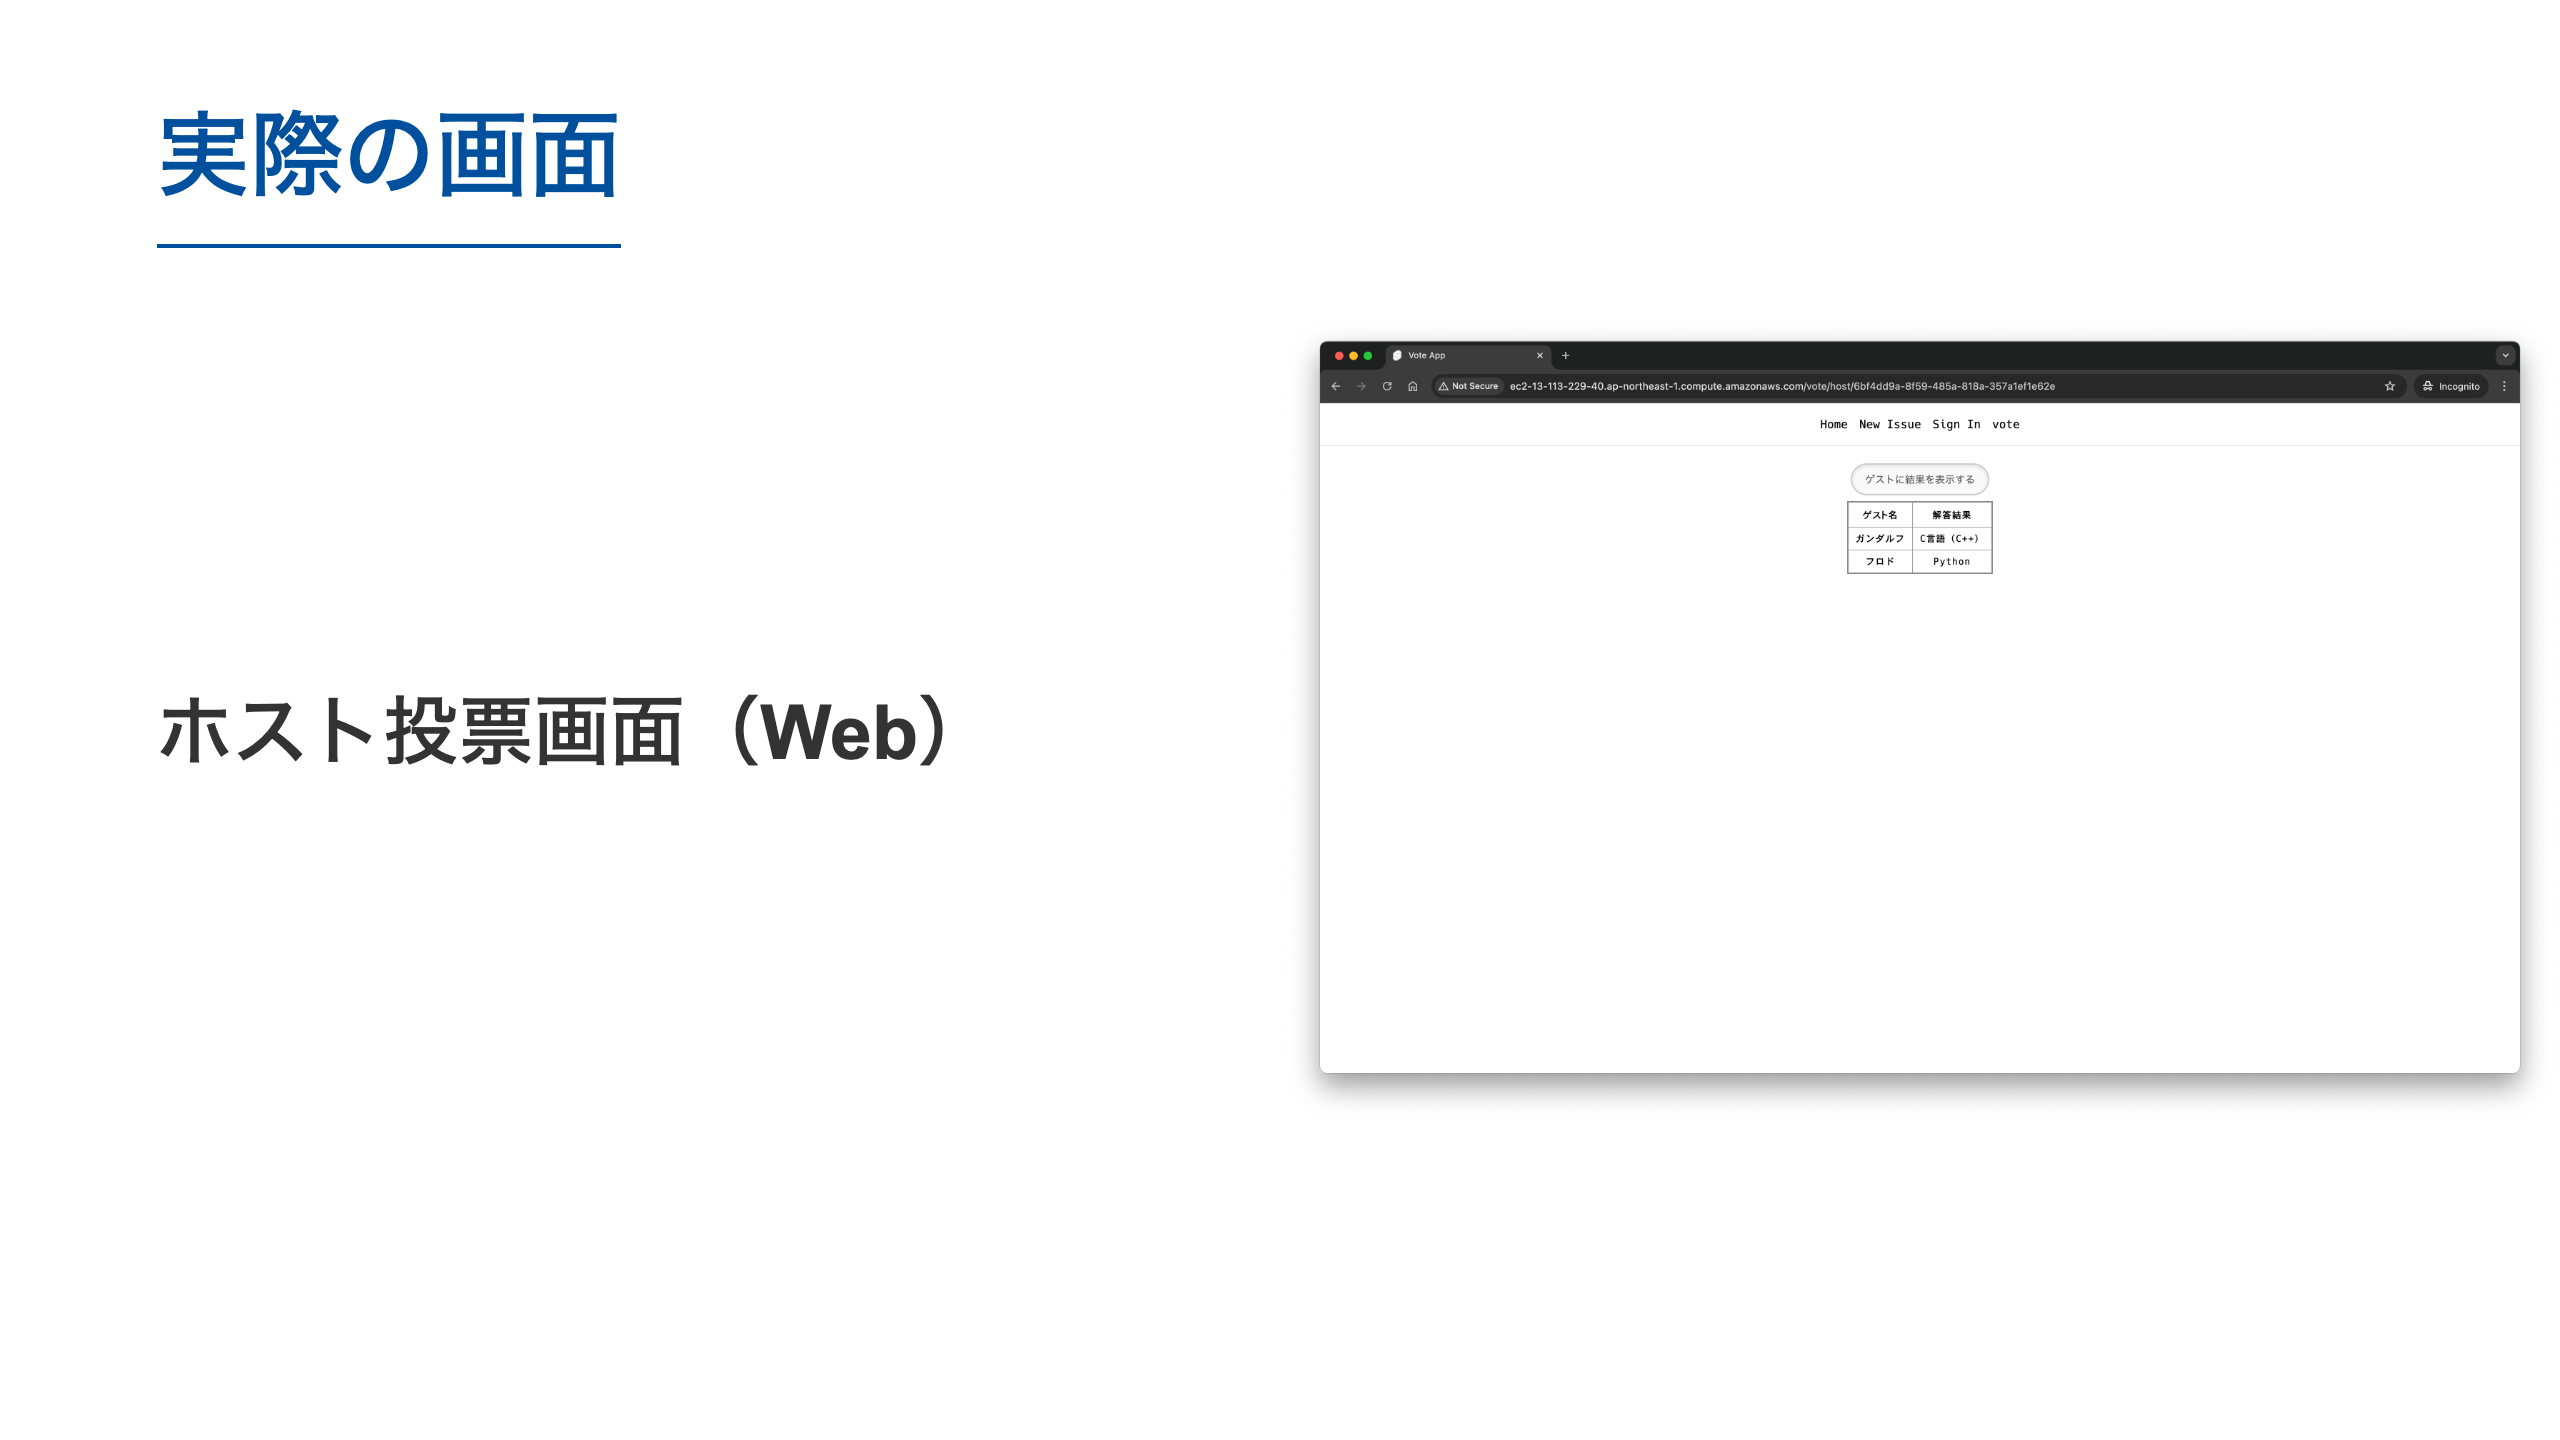 実際の画面
ホスト投票画面（Web）
Vote App
Not Secure ec2-13-113-229-40.ap-northeast-1.compute.amazonaws.com/vote/host/6bf4dd9a-8f59-485a-818a-357a1ef1e62e Incognito
Home New Issue Sign In vote
ゲストに結果を表示する
ゲスト名 解答結果
ガンダルフ C言語（C++）
フロド Python